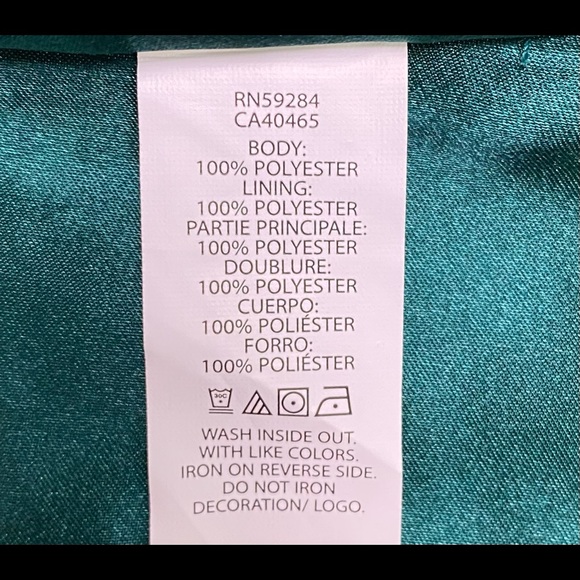 RN59284
CA40465
BODY:
100% POLYESTER
LINING:
100% POLYESTER
PARTIE PRINCIPALE:
100% POLYESTER
DOUBLURE:
100% POLYESTER
CUERPO:
100% POLIÉSTER
FORRO:
100% POLIÉSTER
30C
WASH INSIDE OUT.
WITH LIKE COLORS.
IRON ON REVERSE SIDE.
DO NOT IRON
DECORATION/ LOGO.